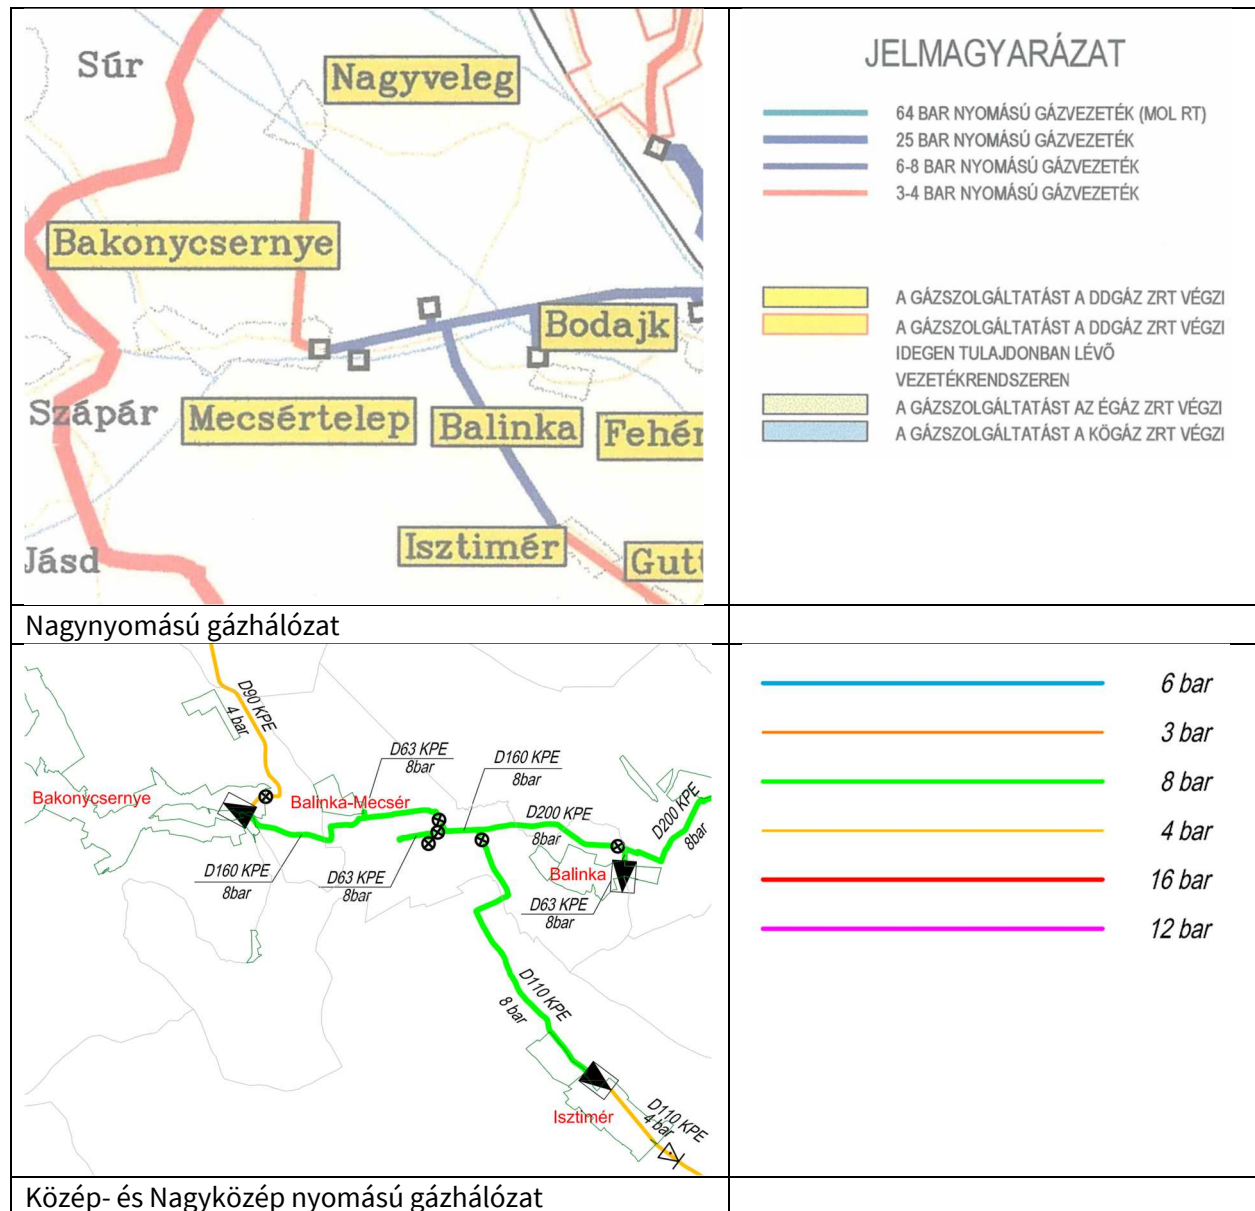 Súr
Nagyveleg
Bakonycsernye
Bodajk
Szápár
Mecsértelep
Balinka
Fehér
Isztimér
Jásd
Gutt
JELMAGYARÁZAT
64 BAR NYOMÁSÚ GÁZVEZETÉK (MOL RT)
25 BAR NYOMÁSÚ GÁZVEZETÉK
6-8 BAR NYOMÁSÚ GÁZVEZETÉK
3-4 BAR NYOMÁSÚ GÁZVEZETÉK
A GÁZSZOLGÁLTATÁST A DDGÁZ ZRT VÉGZI
A GÁZSZOLGÁLTATÁST A DDGÁZ ZRT VÉGZI
IDEGEN TULAJDONBAN LÉVŐ
VEZETÉKRENDSZEREN
A GÁZSZOLGÁLTATÁST AZ ÉGÁZ ZRT VÉGZI
A GÁZSZOLGÁLTATÁST A KÖGÁZ ZRT VÉGZI
Nagynyomású gázhálózat
D90 KPE
4 bar
D63 KPE
8bar
D160 KPE
8bar
Bakonycsernye
Balinka-Mecsér
D200 KPE
8bar
D200 KPE
8bar
D160 KPE
8bar
D63 KPE
8bar
Balinka
D63 KPE
8bar
D110 KPE
8 bar
Isztimér
D110 KPE
4 bar
6 bar
3 bar
8 bar
4 bar
16 bar
12 bar
Közép- és Nagyközép nyomású gázhálózat